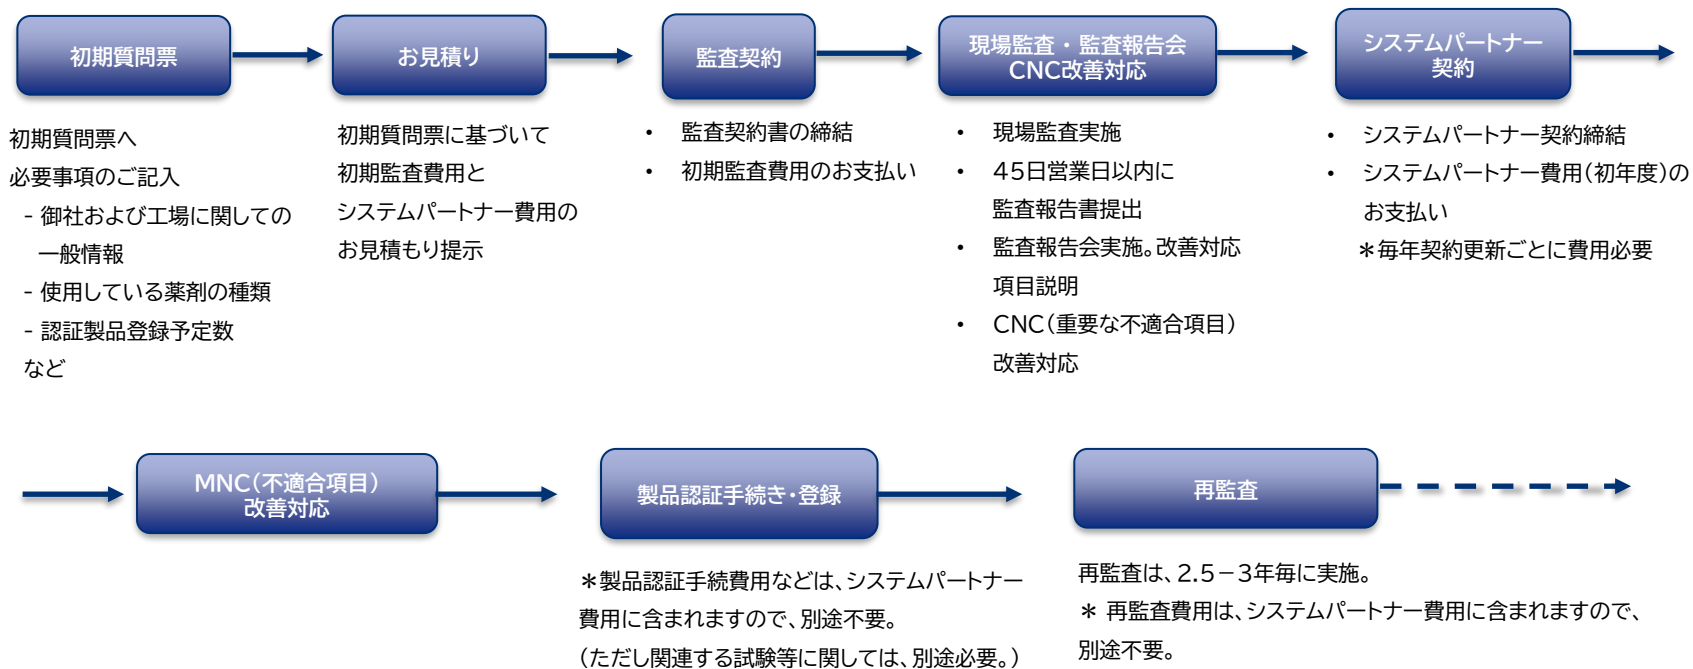 初期質問票
お見積り
監査契約
現場監査 ・ 監査報告会
CNC改善対応
システムパートナー
契約
初期質問票へ
必要事項のご記入
- 御社および工場に関しての
一般情報
- 使用している薬剤の種類
- 認証製品登録予定数
など
初期質問票に基づいて
初期監査費用と
システムパートナー費用の
お見積もり提示
• 監査契約書の締結
• 初期監査費用のお支払い
• 現場監査実施
• 45日営業日以内に
監査報告書提出
• 監査報告会実施。改善対応
項目説明
• CNC(重要な不適合項目)
改善対応
• システムパートナー契約締結
• システムパートナー費用(初年度)の
お支払い
＊毎年契約更新ごとに費用必要
MNC(不適合項目)
改善対応
製品認証手続き・登録
再監査
＊製品認証手続費用などは、システムパートナー
費用に含まれますので、別途不要。
(ただし関連する試験等に関しては、別途必要。)
再監査は、2.5－3年毎に実施。
＊ 再監査費用は、システムパートナー費用に含まれますので、
別途不要。